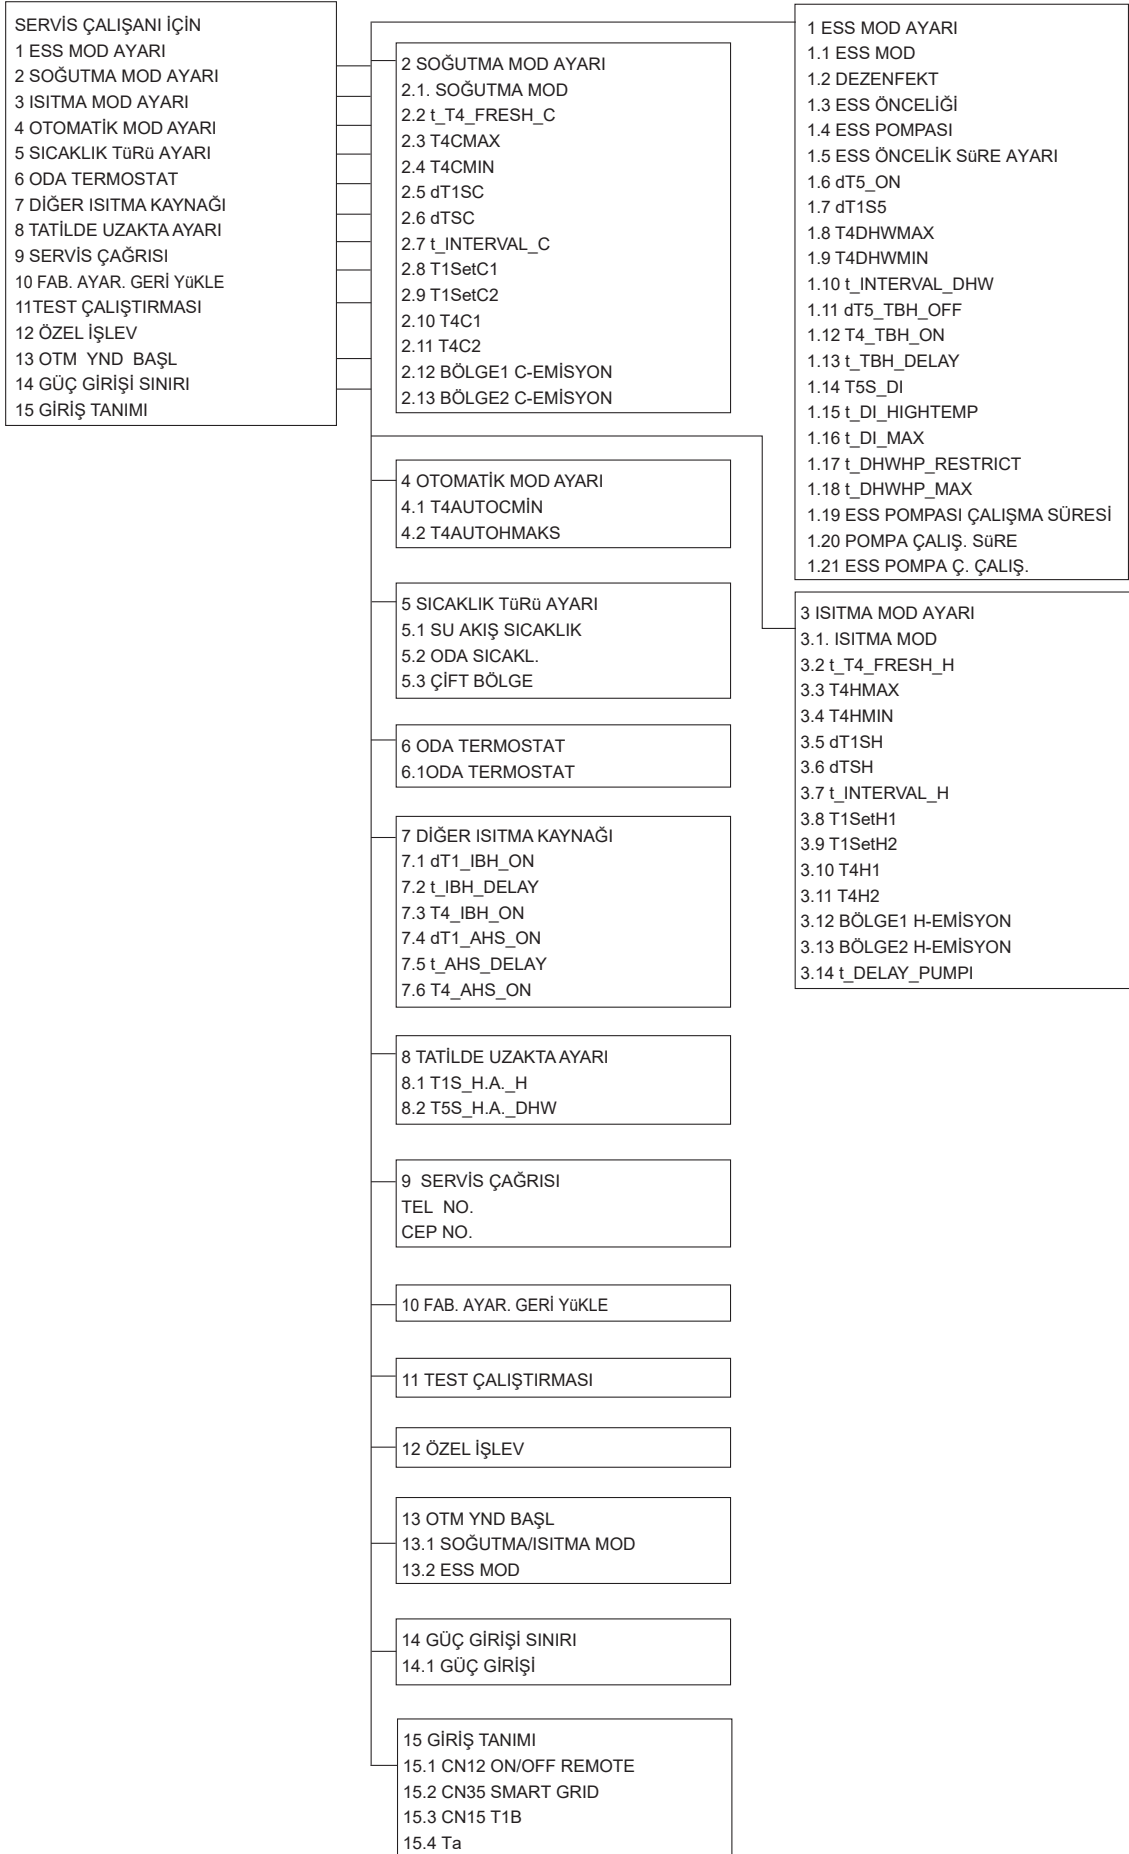 SERVİS ÇALIŞANI İÇİN
1 ESS MOD AYARI
2 SOĞUTMA MOD AYARI
3 ISITMA MOD AYARI
4 OTOMATİK MOD AYARI
5 SICAKLIK TüRü AYARI
6 ODA TERMOSTAT
7 DİĞER ISITMA KAYNAĞI
8 TATİLDE UZAKTA AYARI
9 SERVİS ÇAĞRISI
10 FAB. AYAR. GERİ YüKLE
11TEST ÇALIŞTIRMASI
12 ÖZEL İŞLEV
13 OTM YND BAŞL
14 GÜÇ GİRİŞİ SINIRI
15 GİRİŞ TANIMI
2 SOĞUTMA MOD AYARI
2.1. SOĞUTMA MOD
2.2 t_T4_FRESH_C
2.3 T4CMAX
2.4 T4CMIN
2.5 dT1SC
2.6 dTSC
2.7 t_INTERVAL_C
2.8 T1SetC1
2.9 T1SetC2
2.10 T4C1
2.11 T4C2
2.12 BÖLGE1 C-EMİSYON
2.13 BÖLGE2 C-EMİSYON
4 OTOMATİK MOD AYARI
4.1 T4AUTOCMİN
4.2 T4AUTOHMAKS
5 SICAKLIK TüRü AYARI
5.1 SU AKIŞ SICAKLIK
5.2 ODA SICAKL.
5.3 ÇİFT BÖLGE
6 ODA TERMOSTAT
6.1ODA TERMOSTAT
7 DİĞER ISITMA KAYNAĞI
7.1 dT1_IBH_ON
7.2 t_IBH_DELAY
7.3 T4_IBH_ON
7.4 dT1_AHS_ON
7.5 t_AHS_DELAY
7.6 T4_AHS_ON
8 TATİLDE UZAKTA AYARI
8.1 T1S_H.A._H
8.2 T5S_H.A._DHW
9 SERVİS ÇAĞRISI
TEL NO.
CEP NO.
10 FAB. AYAR. GERİ YüKLE
11 TEST ÇALIŞTIRMASI
12 ÖZEL İŞLEV
13 OTM YND BAŞL
13.1 SOĞUTMA/ISITMA MOD
13.2 ESS MOD
14 GÜÇ GİRİŞİ SINIRI
14.1 GÜÇ GİRİŞİ
15 GİRİŞ TANIMI
15.1 CN12 ON/OFF REMOTE
15.2 CN35 SMART GRID
15.3 CN15 T1B
15.4 Ta
1 ESS MOD AYARI
1.1 ESS MOD
1.2 DEZENFEKT
1.3 ESS ÖNCELİĞİ
1.4 ESS POMPASI
1.5 ESS ÖNCELİK SüRE AYARI
1.6 dT5_ON
1.7 dT1S5
1.8 T4DHWMAX
1.9 T4DHWMIN
1.10 t_INTERVAL_DHW
1.11 dT5_TBH_OFF
1.12 T4_TBH_ON
1.13 t_TBH_DELAY
1.14 T5S_DI
1.15 t_DI_HIGHTEMP
1.16 t_DI_MAX
1.17 t_DHWHP_RESTRICT
1.18 t_DHWHP_MAX
1.19 ESS POMPASI ÇALIŞMA SÜRESİ
1.20 POMPA ÇALIŞ. SüRE
1.21 ESS POMPA Ç. ÇALIŞ.
3 ISITMA MOD AYARI
3.1. ISITMA MOD
3.2 t_T4_FRESH_H
3.3 T4HMAX
3.4 T4HMIN
3.5 dT1SH
3.6 dTSH
3.7 t_INTERVAL_H
3.8 T1SetH1
3.9 T1SetH2
3.10 T4H1
3.11 T4H2
3.12 BÖLGE1 H-EMİSYON
3.13 BÖLGE2 H-EMİSYON
3.14 t_DELAY_PUMPI